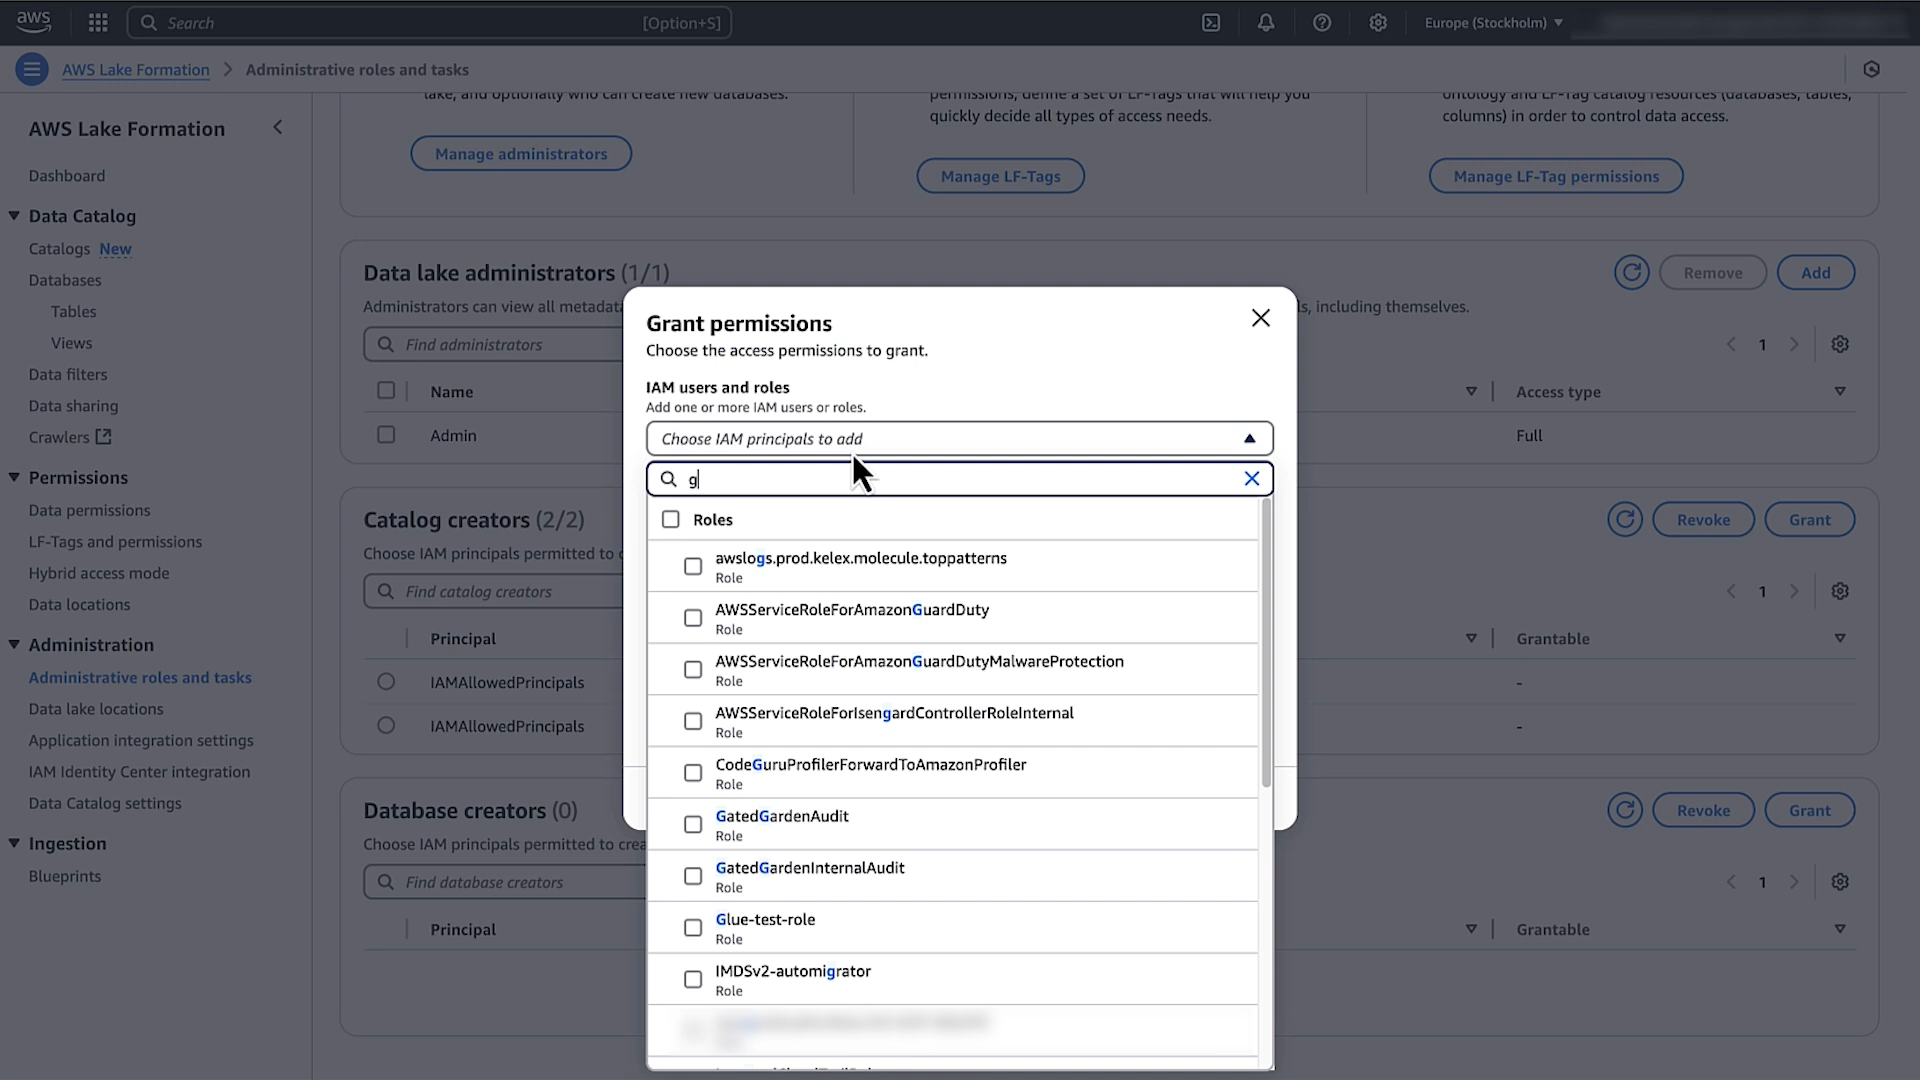 aws
Search
[Option+S]
Europe (Stockholm)
AWS Lake Formation
Administrative roles and tasks
AWS Lake Formation
Dashboard
Data Catalog
Catalogs New
Databases
Tables
Views
Data filters
Data sharing
Crawlers
Permissions
Data permissions
LF-Tags and permissions
Hybrid access mode
Data locations
Administration
Administrative roles and tasks
Data lake locations
Application integration settings
IAM Identity Center integration
Data Catalog settings
Ingestion
Blueprints
lake, and optionally who can create new databases.
Manage administrators
permissions, define a set of LF-Tags that will help you
quickly decide all types of access needs.
Manage LF-Tags
ontology and LF-Tag catalog resources (databases, tables,
columns) in order to control data access.
Manage LF-Tag permissions
Data lake administrators (1/1)
Remove
Add
Administrators can view all metadat
s, including themselves.
Find administrators
1
Name
Access type
Admin
Full
Catalog creators (2/2)
Revoke
Grant
Choose IAM principals permitted to c
Find catalog creators
1
Principal
Grantable
IAMAllowedPrincipals
-
IAMAllowedPrincipals
-
Database creators (0)
Revoke
Grant
Choose IAM principals permitted to crea
Find database creators
1
Principal
Grantable
Grant permissions
Choose the access permissions to grant.
IAM users and roles
Add one or more IAM users or roles.
Choose IAM principals to add
g
Roles
awslogs.prod.kelex.molecule.toppatterns
Role
AWSServiceRoleForAmazonGuardDuty
Role
AWSServiceRoleForAmazonGuardDutyMalwareProtection
Role
AWSServiceRoleForIsengardControllerRoleInternal
Role
CodeGuruProfilerForwardToAmazonProfiler
Role
GatedGardenAudit
Role
GatedGardenInternalAudit
Role
Glue-test-role
Role
IMDSv2-automigrator
Role